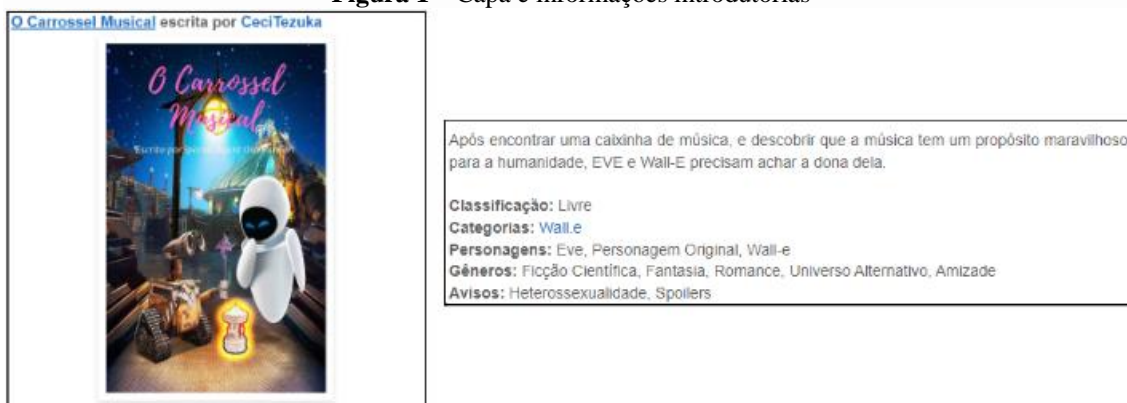 Figura 1 – Capa e informações introdutórias
O Carrossel Musical escrita por CeciTezuka
O Carrossel
Musical
Escrito por
Após encontrar uma caixinha de música, e descobrir que a música tem um propósito maravilhoso
para a humanidade, EVE e Wall-E precisam achar a dona dela.
Classificação: Livre
Categorias: Wall.e
Personagens: Eve, Personagem Original, Wall-e
Gêneros: Ficção Científica, Fantasia, Romance, Universo Alternativo, Amizade
Avisos: Heterossexualidade, Spoilers